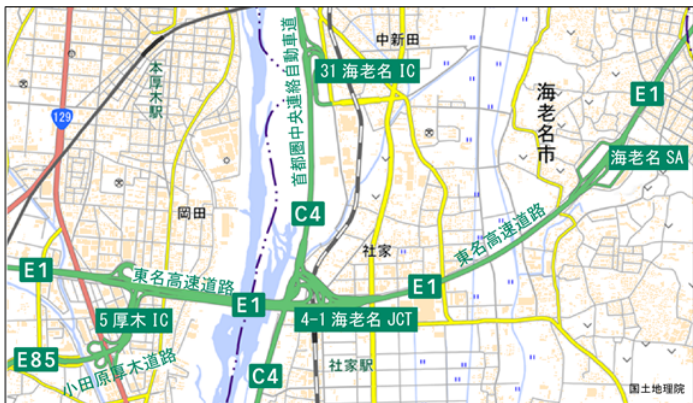 中新田
31 海老名 IC
首都圏中央連絡自動車道
本厚木駅
129
海老名市
E1
海老名 SA
岡田
C4
社家
東名高速道路
E1
東名高速道路
E1
E1
5 厚木 IC
4-1 海老名 JCT
E85
小田原厚木道路
C4
社家駅
国土地理院